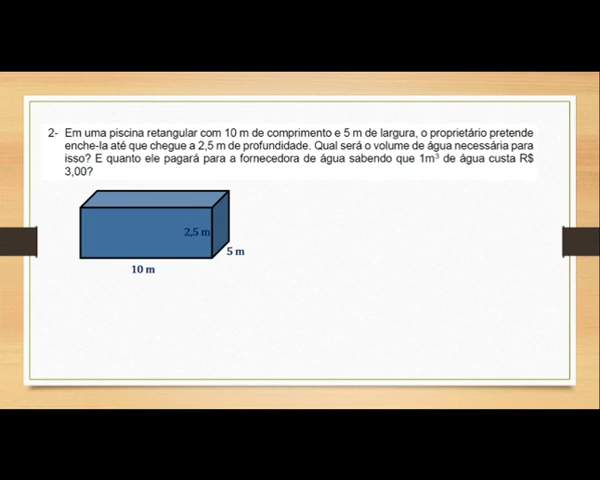 2- Em uma piscina retangular com 10 m de comprimento e 5 m de largura, o proprietário pretende
enche-la até que chegue a 2,5 m de profundidade. Qual será o volume de água necessária para
isso? E quanto ele pagará para a fornecedora de água sabendo que 1m³ de água custa R$
3,00?
2,5 m
5 m
10 m